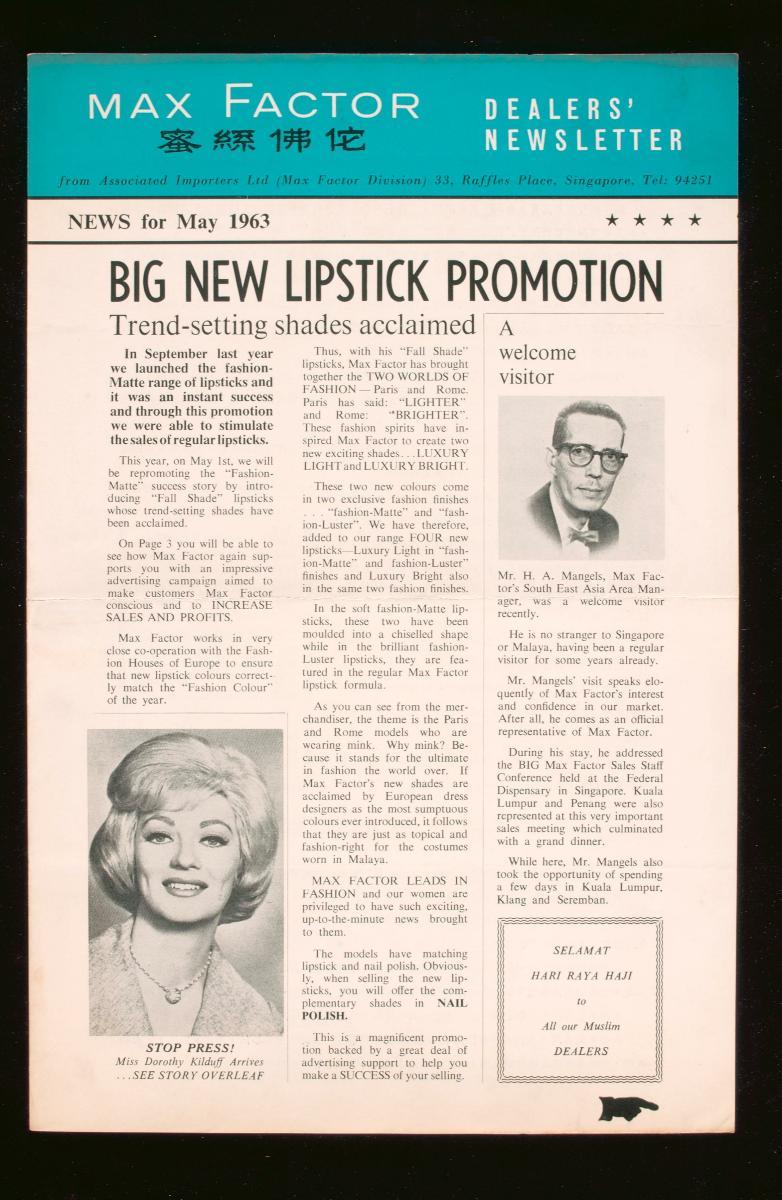 MAX FACTOR
蜜絲佛佗
DEALERS'
NEWSLETTER
from Associated Importers Ltd (Max Factor Division) 33, Raffles Place, Singapore, Tel: 94251
NEWS for May 1963
★ ★ ★ ★
BIG NEW LIPSTICK PROMOTION
Trend-setting shades acclaimed
In September last year
we launched the fashion-
Matte range of lipsticks and
it was an instant success
and through this promotion
we were able to stimulate
the sales of regular lipsticks.
This year, on May 1st, we will
be repromoting the "Fashion-
Matte" success story by intro-
ducing "Fall Shade" lipsticks
whose trend-setting shades have
been acclaimed.
On Page 3 you will be able to
see how Max Factor again sup-
ports you with an impressive
advertising campaign aimed to
make customers Max Factor
conscious and to INCREASE
SALES AND PROFITS.
Max Factor works in very
close co-operation with the Fash-
ion Houses of Europe to ensure
that new lipstick colours correct-
ly match the "Fashion Colour"
of the year.
STOP PRESS!
Miss Dorothy Kilduff Arrives
...SEE STORY OVERLEAF
Thus, with his "Fall Shade"
lipsticks, Max Factor has brought
together the TWO WORLDS OF
FASHION — Paris and Rome.
Paris has said: "LIGHTER"
and Rome: "BRIGHTER".
These fashion spirits have in-
spired Max Factor to create two
new exciting shades...LUXURY
LIGHT and LUXURY BRIGHT.
These two new colours come
in two exclusive fashion finishes
. . . "fashion-Matte" and "fash-
ion-Luster". We have therefore,
added to our range FOUR new
lipsticks—Luxury Light in "fash-
ion-Matte" and fashion-Luster"
finishes and Luxury Bright also
in the same two fashion finishes.
In the soft fashion-Matte lip-
sticks, these two have been
moulded into a chiselled shape
while in the brilliant fashion-
Luster lipsticks, they are fea-
tured in the regular Max Factor
lipstick formula.
As you can see from the mer-
chandiser, the theme is the Paris
and Rome models who are
wearing mink. Why mink? Be-
cause it stands for the ultimate
in fashion the world over. If
Max Factor's new shades are
acclaimed by European dress
designers as the most sumptuous
colours ever introduced, it follows
that they are just as topical and
fashion-right for the costumes
worn in Malaya.
MAX FACTOR LEADS IN
FASHION and our women are
privileged to have such exciting,
up-to-the-minute news brought
to them.
The models have matching
lipstick and nail polish. Obvious-
ly, when selling the new lip-
sticks, you will offer the com-
plementary shades in NAIL
POLISH.
This is a magnificent promo-
tion backed by a great deal of
advertising support to help you
make a SUCCESS of your selling.
A
welcome
visitor
Mr. H. A. Mangels, Max Fac-
tor's South East Asia Area Man-
ager, was a welcome visitor
recently.
He is no stranger to Singapore
or Malaya, having been a regular
visitor for some years already.
Mr. Mangels' visit speaks elo-
quently of Max Factor's interest
and confidence in our market.
After all, he comes as an official
representative of Max Factor.
During his stay, he addressed
the BIG Max Factor Sales Staff
Conference held at the Federal
Dispensary in Singapore. Kuala
Lumpur and Penang were also
represented at this very important
sales meeting which culminated
with a grand dinner.
While here, Mr. Mangels also
took the opportunity of spending
a few days in Kuala Lumpur,
Klang and Seremban.
SELAMAT
HARI RAYA HAJI
to
All our Muslim
DEALERS